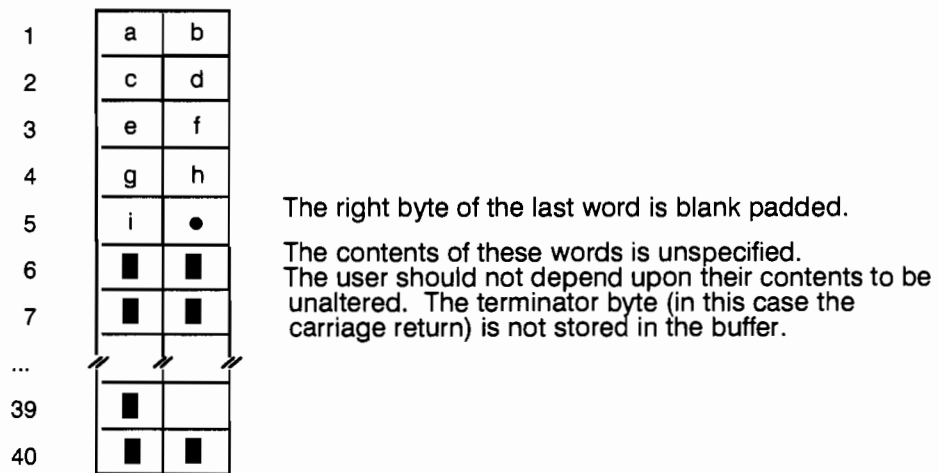 1 a b
2 c d
3 e f
4 g h
5 i ● The right byte of the last word is blank padded.
6 The contents of these words is unspecified.
The user should not depend upon their contents to be
7 unaltered. The terminator byte (in this case the
carriage return) is not stored in the buffer.
...
39
40